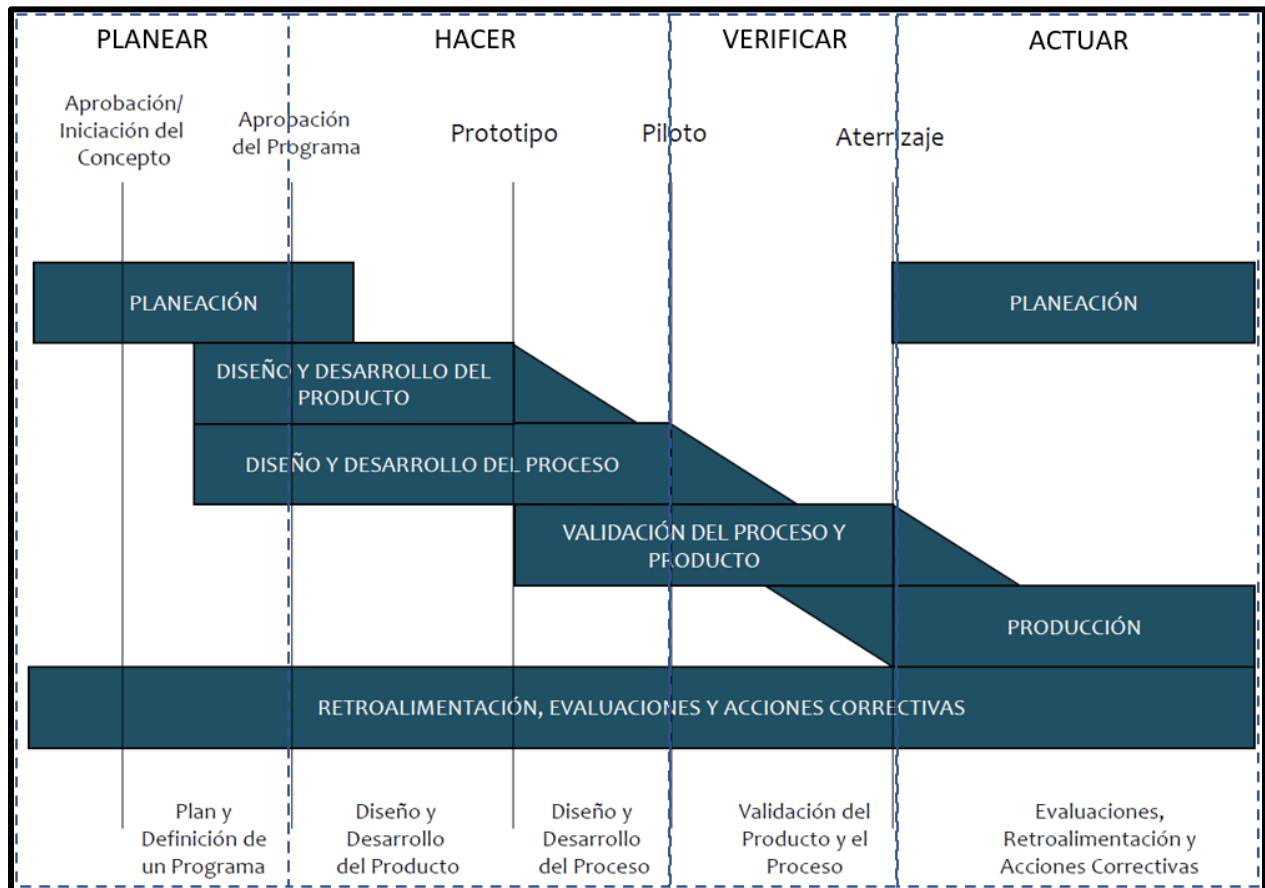 PLANEAR
HACER
VERIFICAR
ACTUAR
Aprobación/
Iniciación del
Concepto
Aprobación
del Programa
Prototipo
Piloto
Aterrizaje
PLANEACIÓN
PLANEACIÓN
DISEÑO Y DESARROLLO DEL
PRODUCTO
DISEÑO Y DESARROLLO DEL PROCESO
VALIDACIÓN DEL PROCESO Y
PRODUCTO
PRODUCCIÓN
RETROALIMENTACIÓN, EVALUACIONES Y ACCIONES CORRECTIVAS
Plan y
Definición de
un Programa
Diseño y
Desarrollo
del Producto
Diseño y
Desarrollo
del Proceso
Validación del
Producto y el
Proceso
Evaluaciones,
Retroalimentación y
Acciones Correctivas